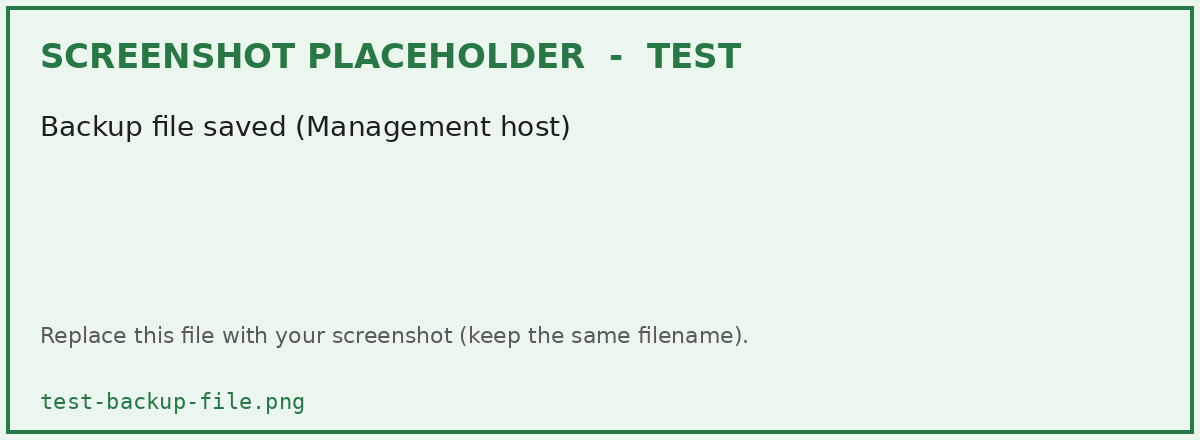 SCREENSHOT PLACEHOLDER - TEST
Backup file saved (Management host)
Replace this file with your screenshot (keep the same filename).
test-backup-file.png